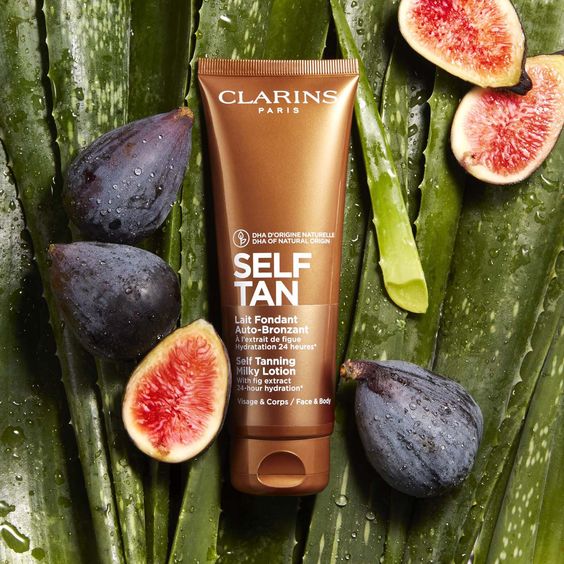 CLARINS
PARIS
DHA D'ORIGINE NATURELLE
DHA OF NATURAL ORIGIN
SELF
TAN
Lait Fondant
Auto-Bronzant
À l'extrait de figue
Hydratation 24 heures*
Self Tanning
Milky Lotion
With fig extract
24-hour hydration*
Visage & Corps / Face & Body